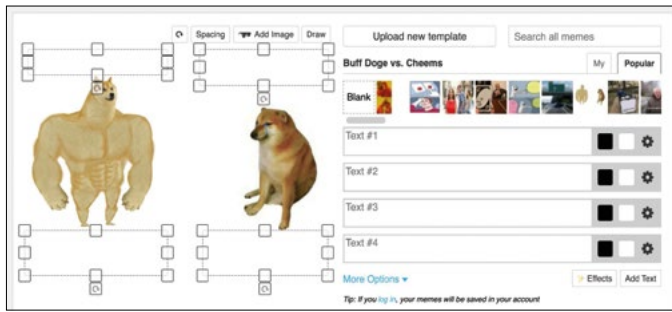 Spacing
Add Image
Draw
Upload new template
Search all memes
Buff Doge vs. Cheems
My
Popular
Blank
Text #1
Text #2
Text #3
Text #4
More Options
Effects
Add Text
Tip: If you log in, your memes will be saved in your account